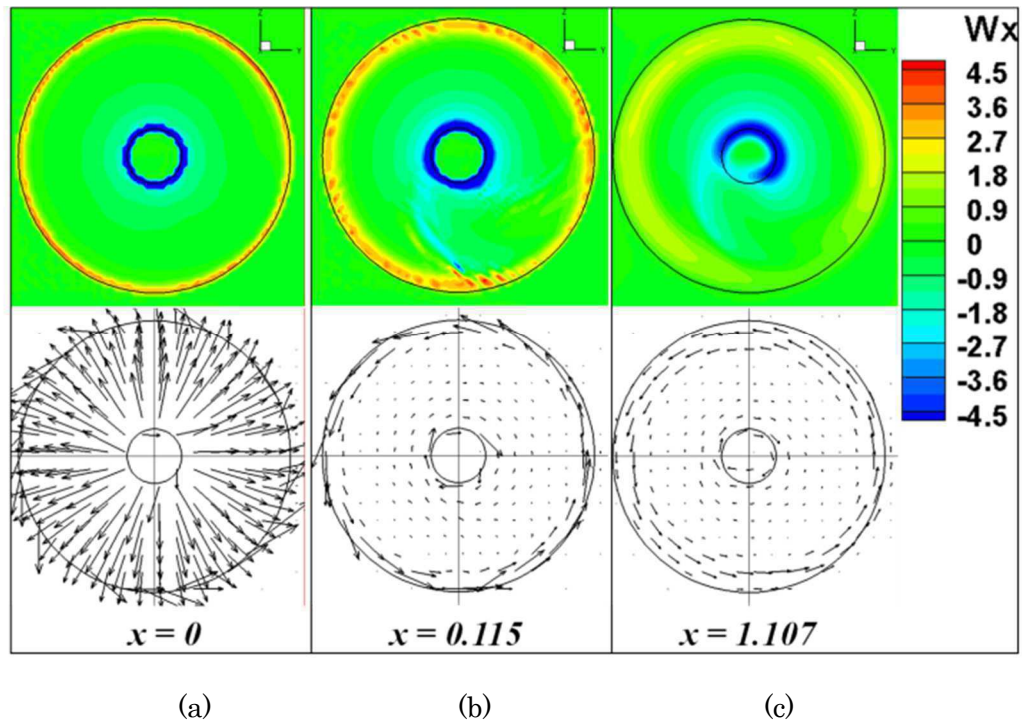 Z
Y
Z
Y
Z
Y
Wx
4.5
3.6
2.7
1.8
0.9
0
-0.9
-1.8
-2.7
-3.6
-4.5
x = 0
x = 0.115
x = 1.107
(a)
(b)
(c)